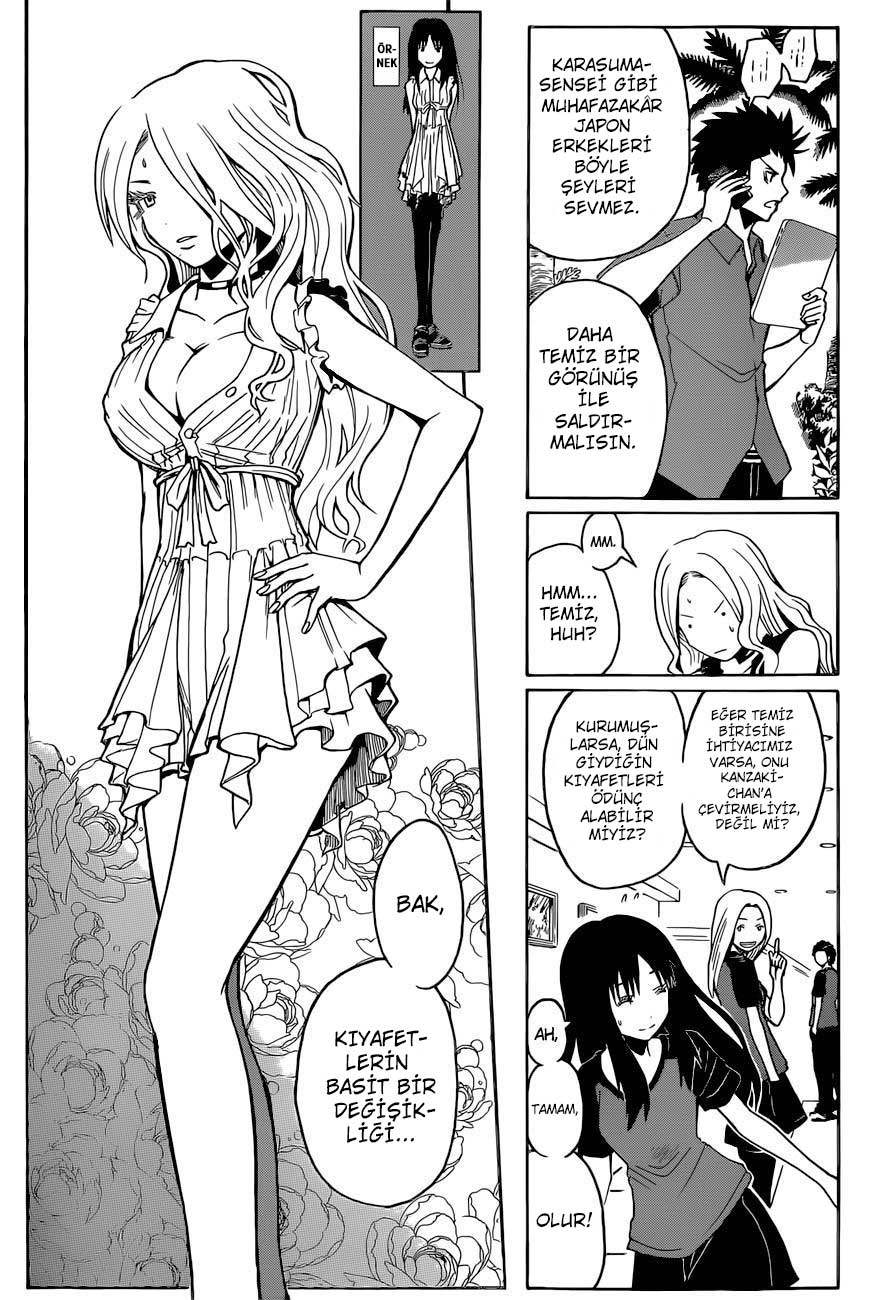 KARASUMA-
SENSEI GİBİ
MUHAFAZAKÂR
JAPON
ERKEKLERİ
BÖYLE
ŞEYLERİ
SEVMEZ.
DAHA
TEMİZ BİR
GÖRÜNÜŞ
İLE
SALDIR-
MALISIN.
MM.
HMM...
TEMİZ,
HUH?
EĞER TEMİZ
BİRİSİNE
İHTİYACIMIZ
VARSA, ONU
KANZAKİ-
CHAN'A
ÇEVİRMELİYİZ,
DEĞİL Mİ?
KURUMUŞ-
LARSA, DÜN
GİYDİĞİN
KIYAFETLERİ
ÖDÜNÇ
ALABİLİR
MİYİZ?
AH,
TAMAM,
OLUR!
ÖR-
NEK
BAK,
KIYAFET-
LERİN
BASİT BİR
DEĞİŞİK-
LİĞİ...